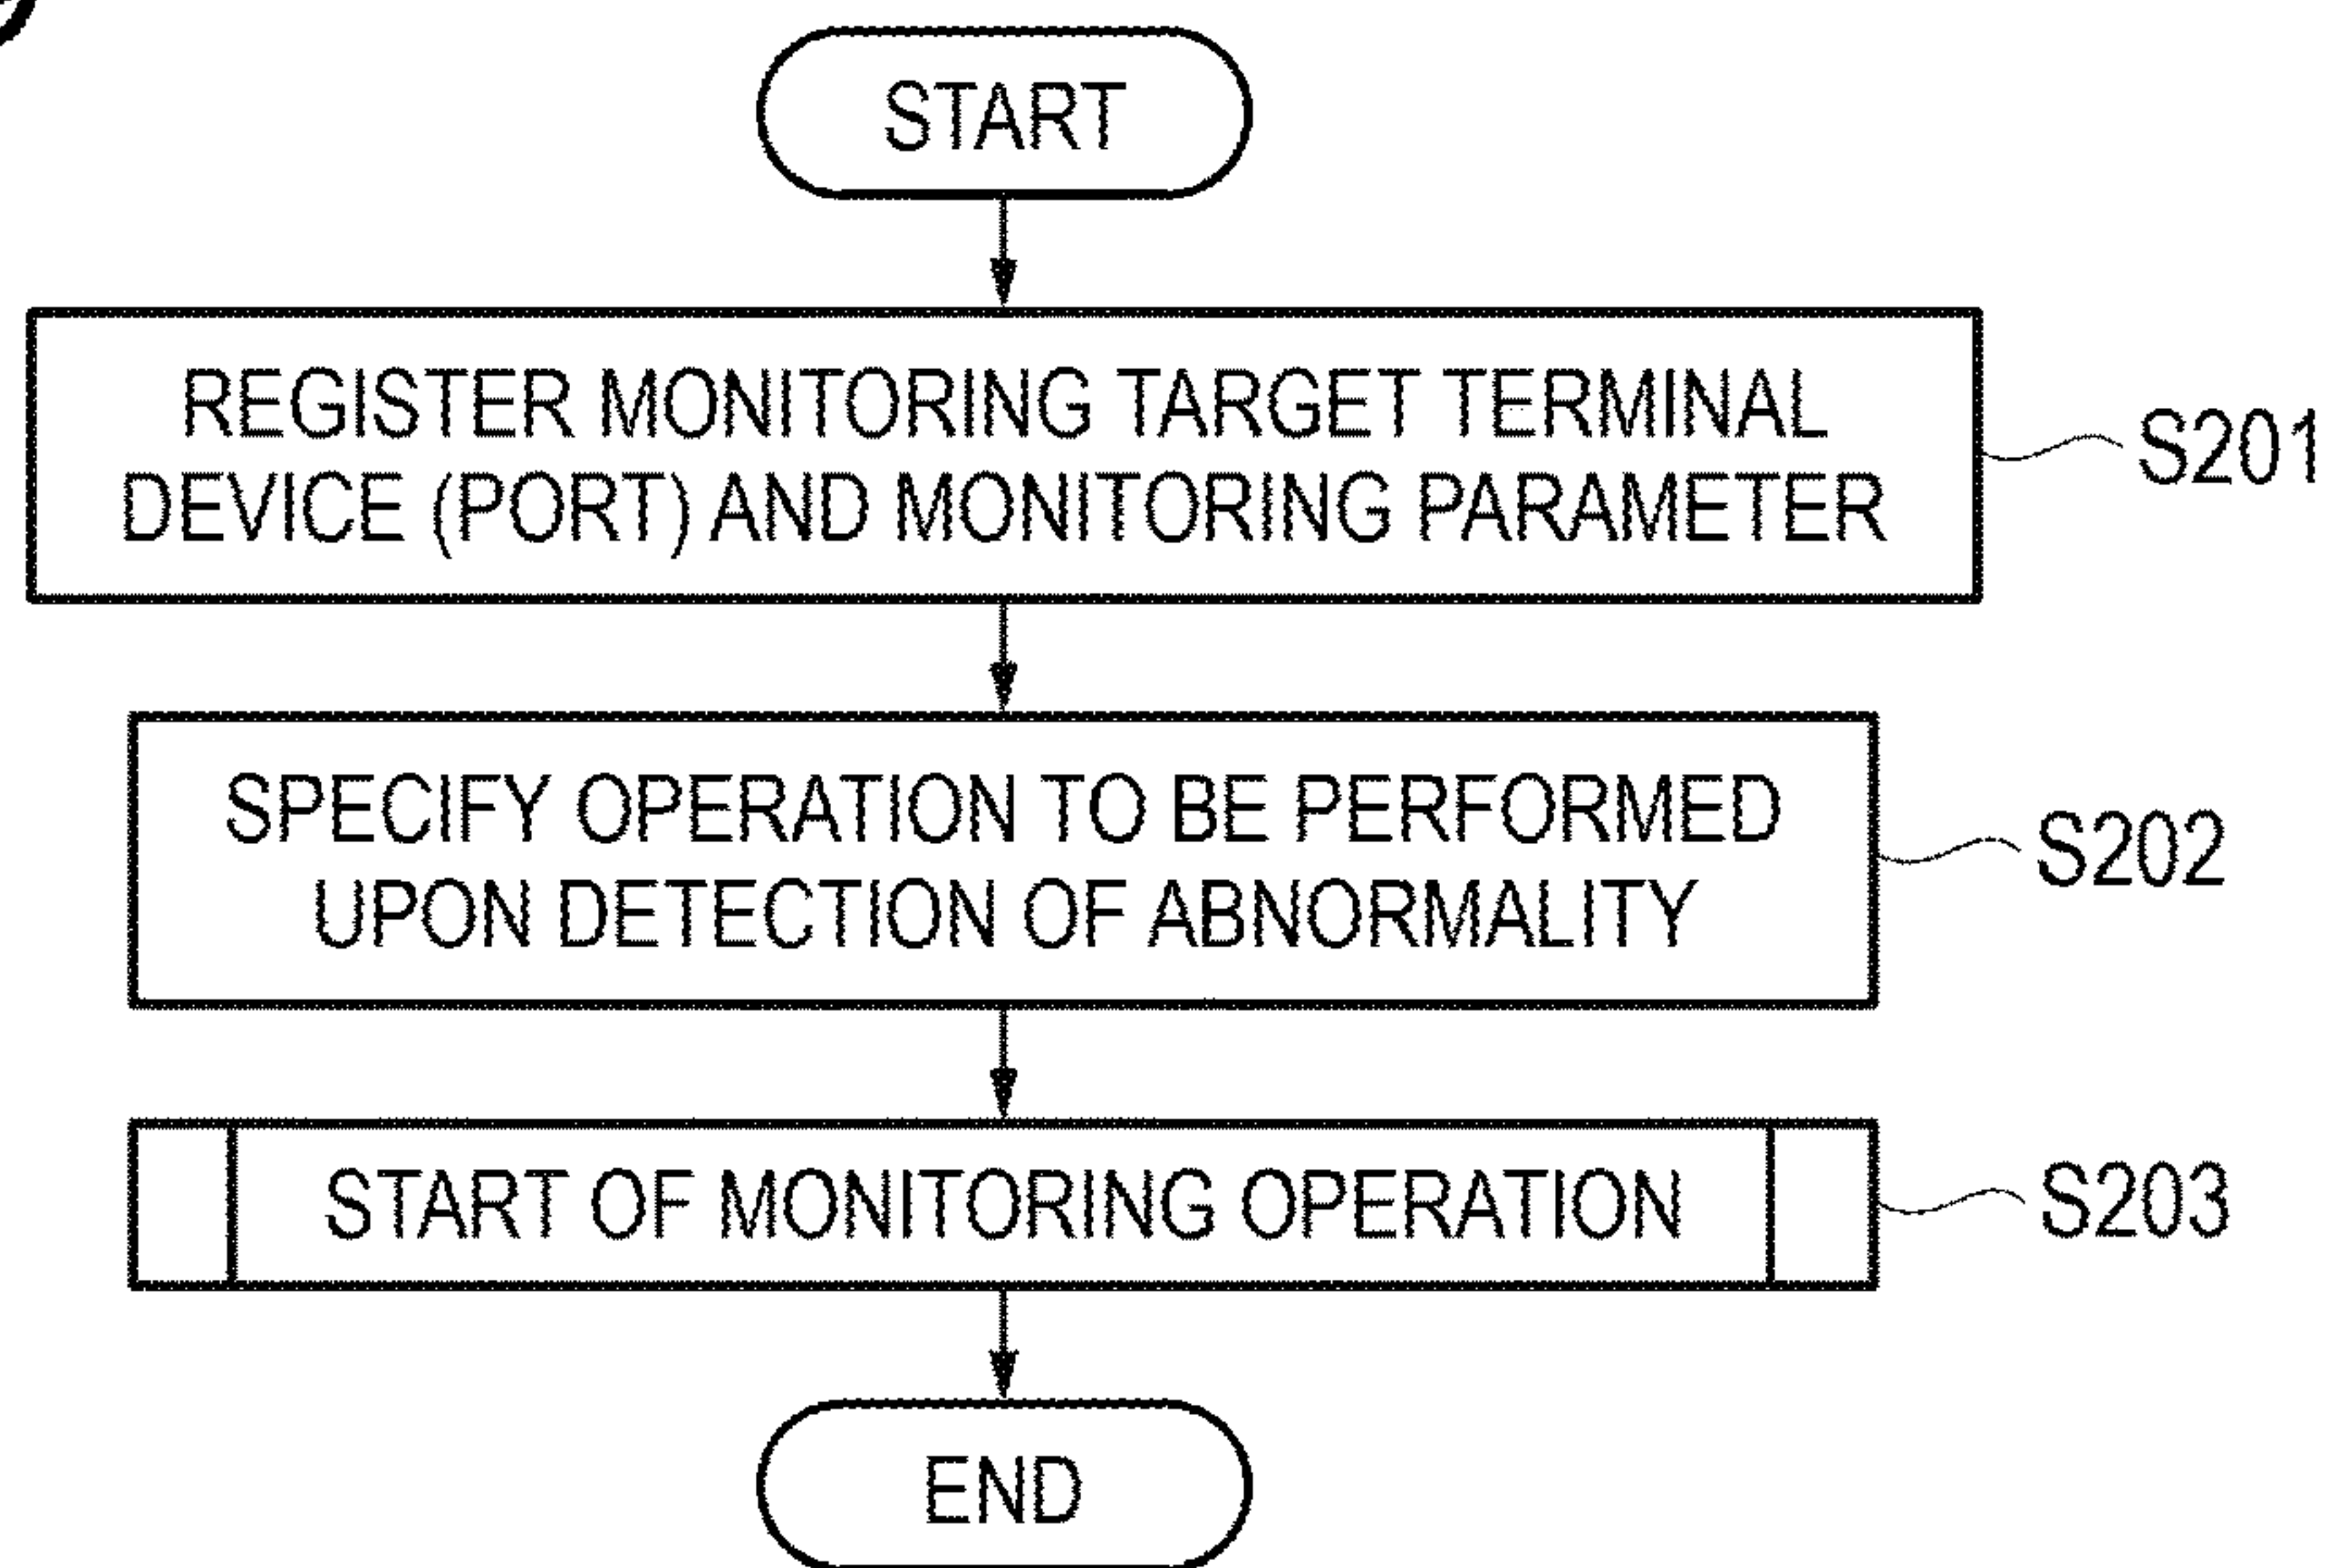 START
REGISTER MONITORING TARGET TERMINAL
DEVICE (PORT) AND MONITORING PARAMETER
S201
SPECIFY OPERATION TO BE PERFORMED
UPON DETECTION OF ABNORMALITY
S202
START OF MONITORING OPERATION
S203
END